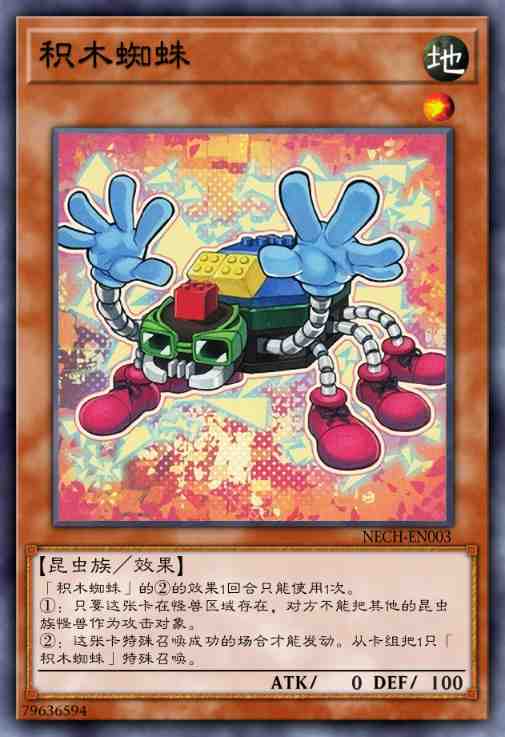 积木蜘蛛
地
NECH-EN003
【昆虫族／效果】
「积木蜘蛛」的②的效果1回合只能使用1次。
①：只要这张卡在怪兽区域存在，对方不能把其他的昆虫
族怪兽作为攻击对象。
②：这张卡特殊召唤成功的场合才能发动。从卡组把1只「
积木蜘蛛」特殊召唤。
ATK/ 0 DEF/ 100
79636594